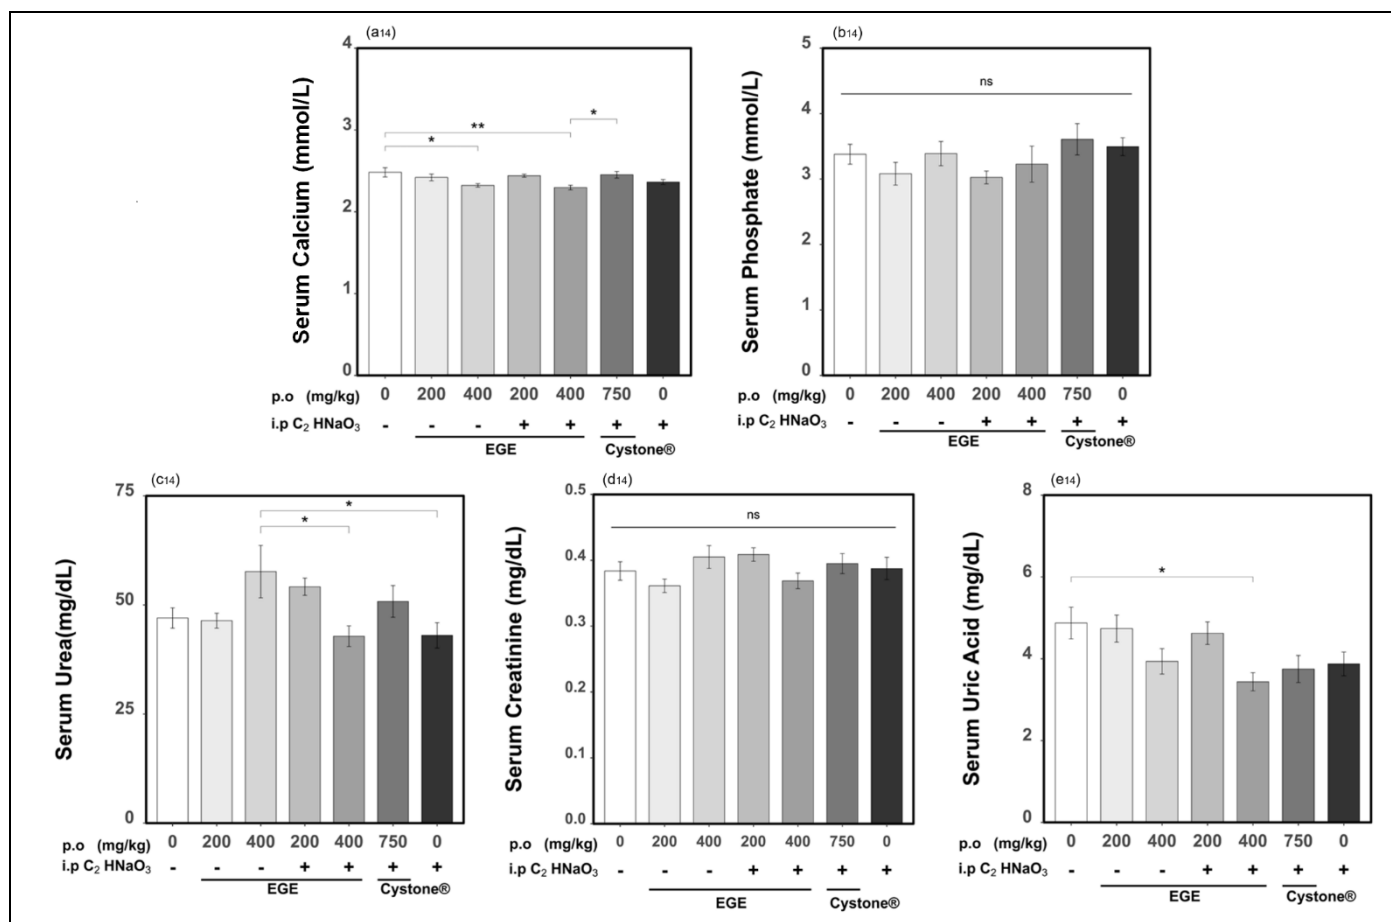 (a14)
Serum Calcium (mmol/L)
4
3
2
1
0
*
**
*
p.o (mg/kg) 0 200 400 200 400 750 0
i.p C₂ HNaO₃ - - - + + + +
EGE Cystone®
(b14)
Serum Phosphate (mmol/L)
5
4
3
2
1
0
ns
p.o (mg/kg) 0 200 400 200 400 750 0
i.p C₂ HNaO₃ - - - + + + +
EGE Cystone®
(c14)
Serum Urea(mg/dL)
75
50
25
0
*
*
p.o (mg/kg) 0 200 400 200 400 750 0
i.p C₂ HNaO₃ - - - + + + +
EGE Cystone®
(d14)
Serum Creatinine (mg/dL)
0.5
0.4
0.3
0.2
0.1
0.0
ns
p.o (mg/kg) 0 200 400 200 400 750 0
i.p C₂ HNaO₃ - - - + + + +
EGE Cystone®
(e14)
Serum Uric Acid (mg/dL)
8
6
4
2
0
*
p.o (mg/kg) 0 200 400 200 400 750 0
i.p C₂ HNaO₃ - - - + + + +
EGE Cystone®